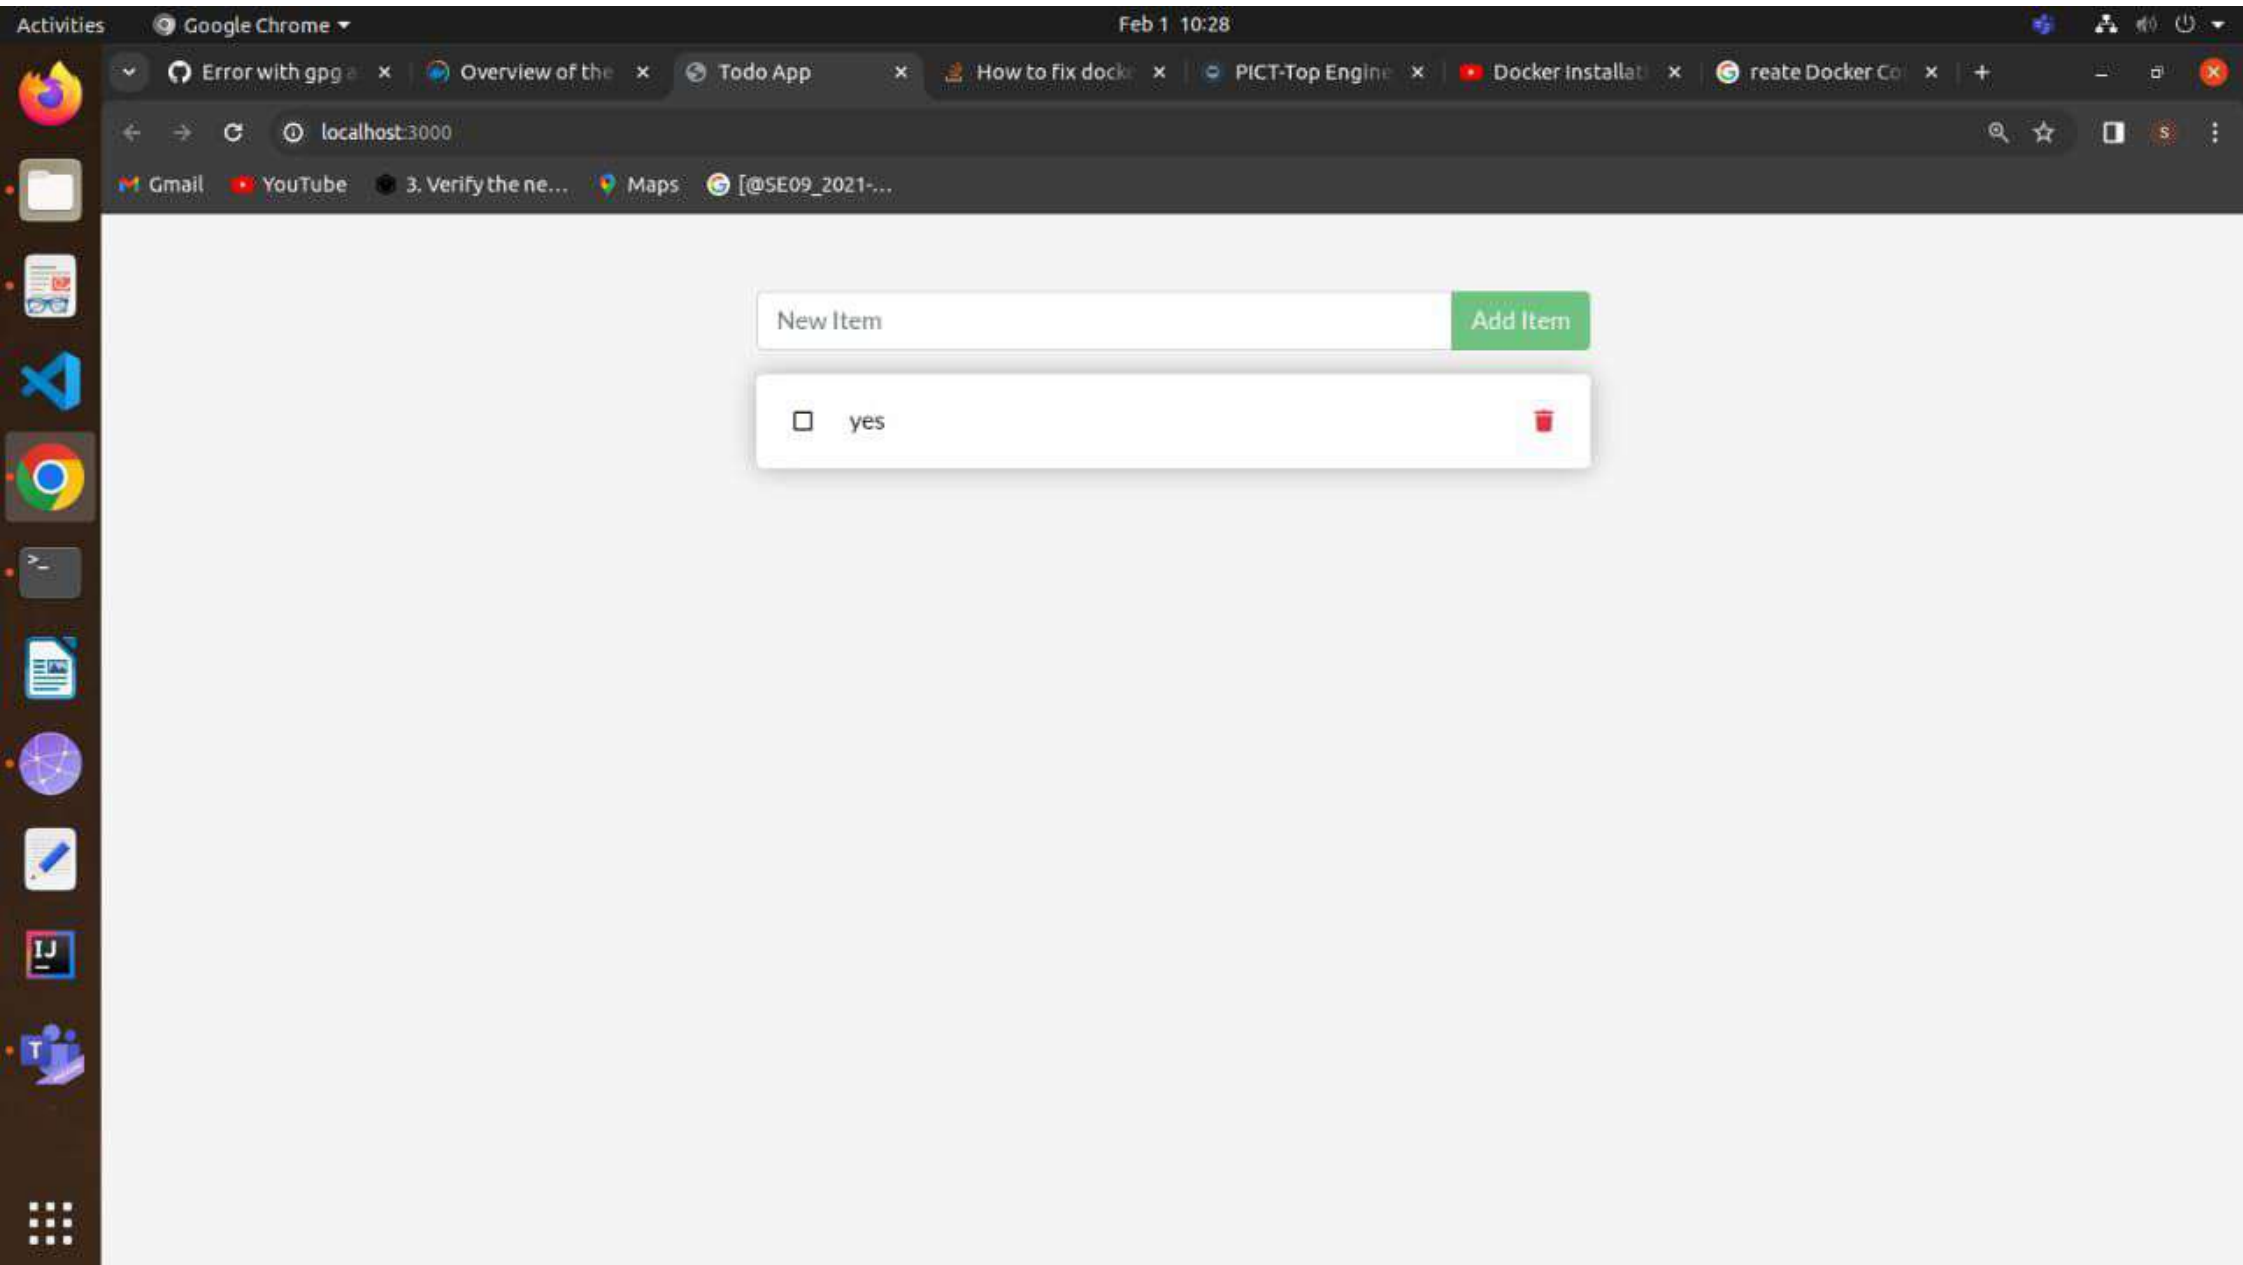 Activities Google Chrome Feb 1 10:28
Error with gpg a Overview of the Todo App How to fix dock PICT-Top Engine Docker Installat reate Docker Co
localhost:3000 S
Gmail YouTube 3. Verify the ne... Maps [@SE09_2021-...
New Item Add Item
yes
>_
IJ
T